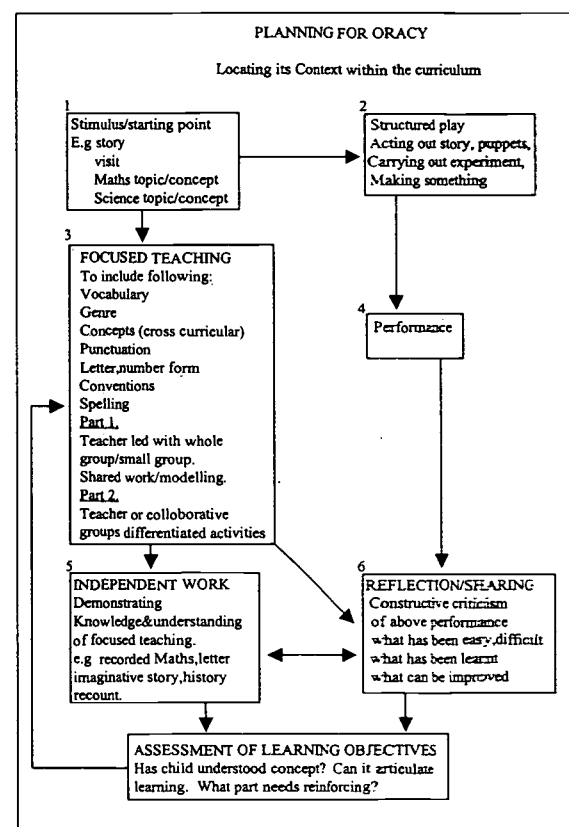 PLANNING FOR ORACY
Locating its Context within the curriculum
1
Stimulus/starting point
E.g story
visit
Maths topic/concept
Science topic/concept
2
Structured play
Acting out story, puppets,
Carrying out experiment,
Making something
3
FOCUSED TEACHING
To include following:
Vocabulary
Genre
Concepts (cross curricular)
Punctuation
Letter,number form
Conventions
Spelling
Part 1.
Teacher led with whole
group/small group.
Shared work/modelling.
Part 2.
Teacher or colloborative
groups differentiated activities
4
Performance
5
INDEPENDENT WORK
Demonstrating
Knowledge&understanding
of focused teaching.
e.g recorded Maths,letter
imaginative story,history
recount.
6
REFLECTION/SHARING
Constructive criticism
of above performance
what has been easy,difficult
what has been learnt
what can be improved
ASSESSMENT OF LEARNING OBJECTIVES
Has child understood concept? Can it articulate
learning. What part needs reinforcing?